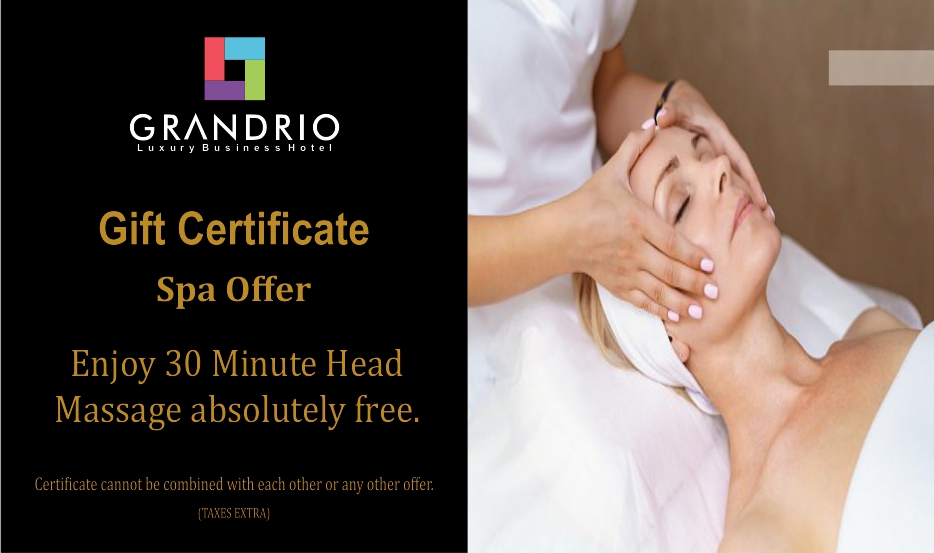 GRANDRIO
Luxury Business Hotel
Gift Certificate
Spa Offer
Enjoy 30 Minute Head
Massage absolutely free.
Certificate cannot be combined with each other or any other offer.
(TAXES EXTRA)